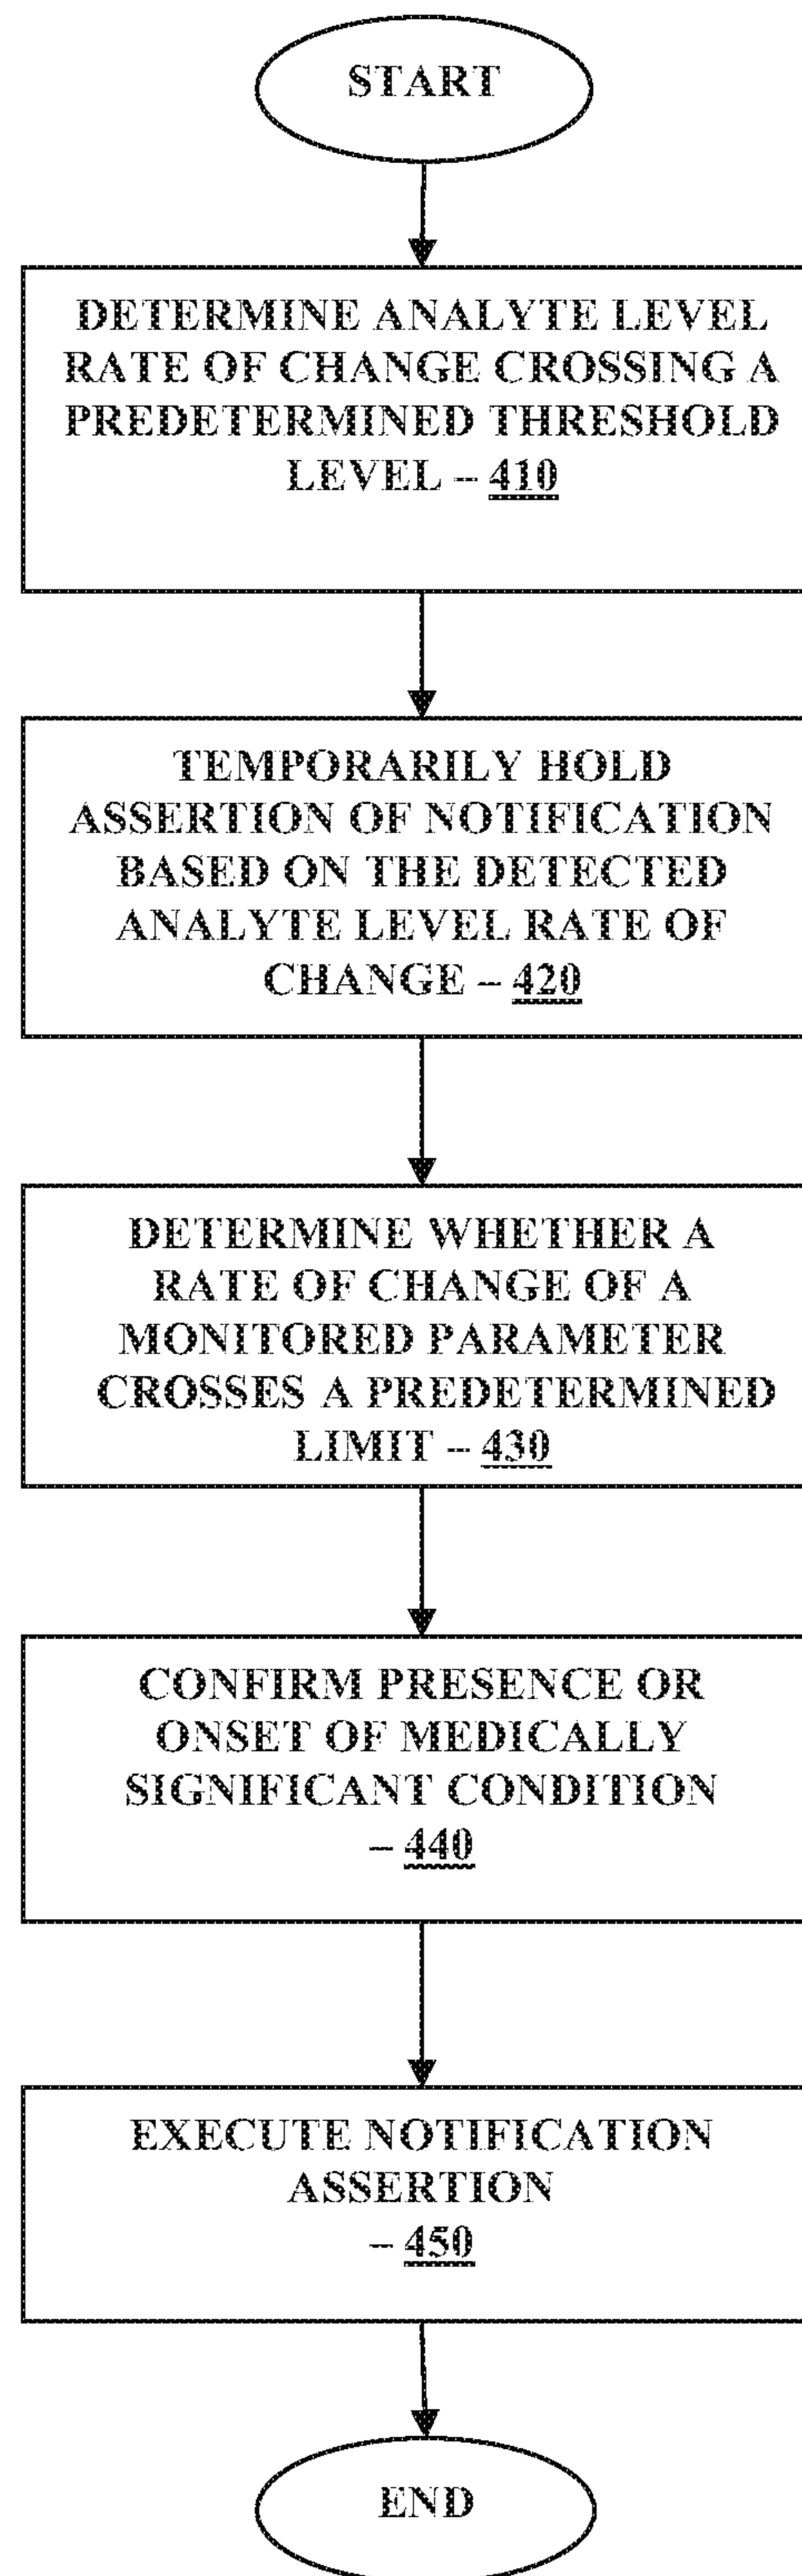 START
DETERMINE ANALYTE LEVEL
RATE OF CHANGE CROSSING A
PREDETERMINED THRESHOLD
LEVEL – 410
TEMPORARILY HOLD
ASSERTION OF NOTIFICATION
BASED ON THE DETECTED
ANALYTE LEVEL RATE OF
CHANGE – 420
DETERMINE WHETHER A
RATE OF CHANGE OF A
MONITORED PARAMETER
CROSSES A PREDETERMINED
LIMIT – 430
CONFIRM PRESENCE OR
ONSET OF MEDICALLY
SIGNIFICANT CONDITION
– 440
EXECUTE NOTIFICATION
ASSERTION
– 450
END